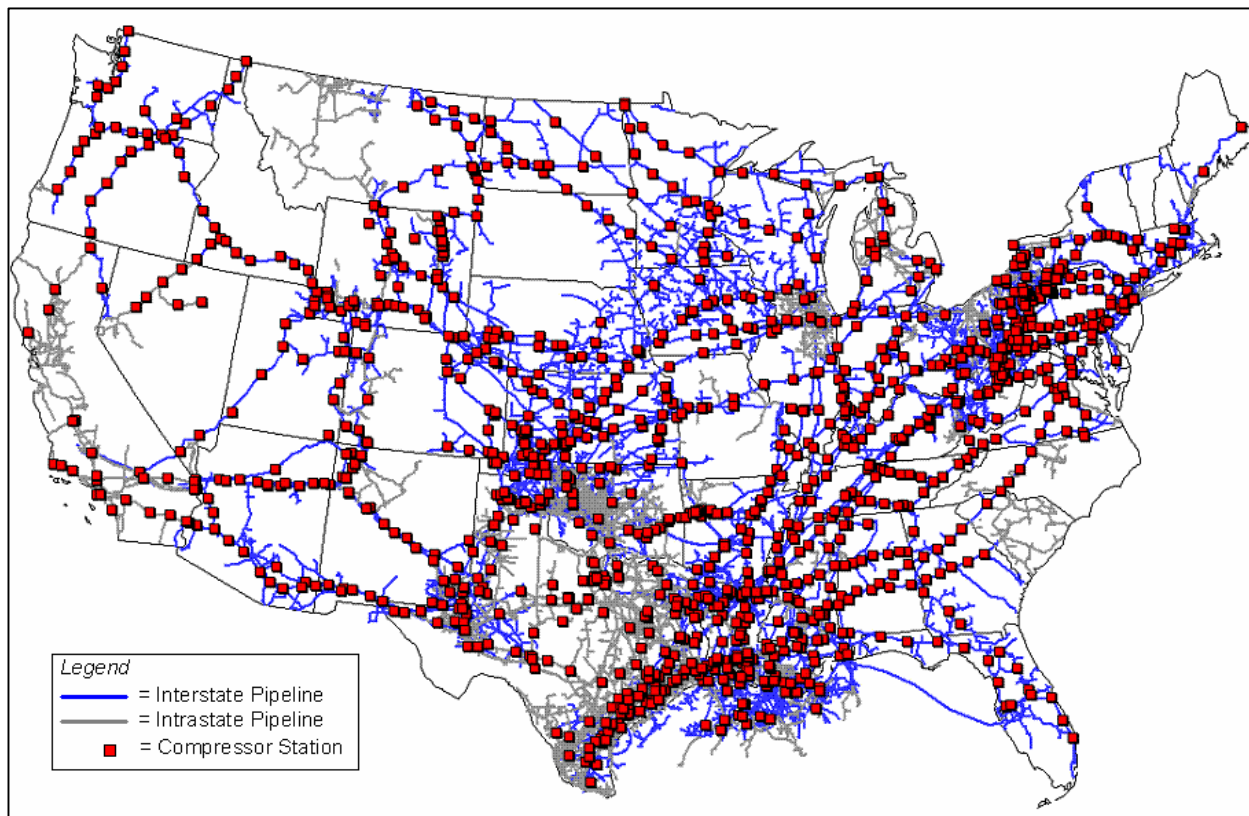 Legend
= Interstate Pipeline
= Intrastate Pipeline
= Compressor Station